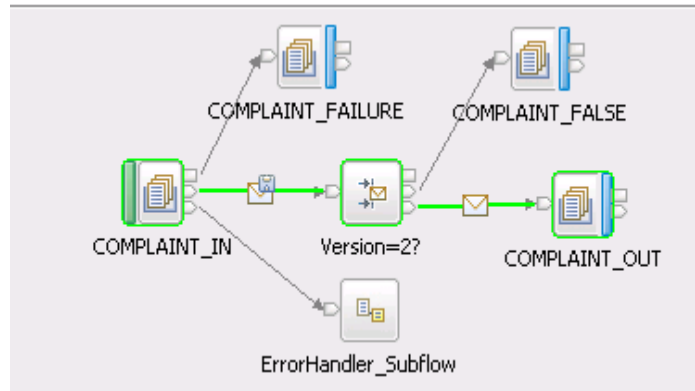 COMPLAINT_FAILURE
COMPLAINT_FALSE
COMPLAINT_IN
Version=2?
COMPLAINT_OUT
ErrorHandler_Subflow